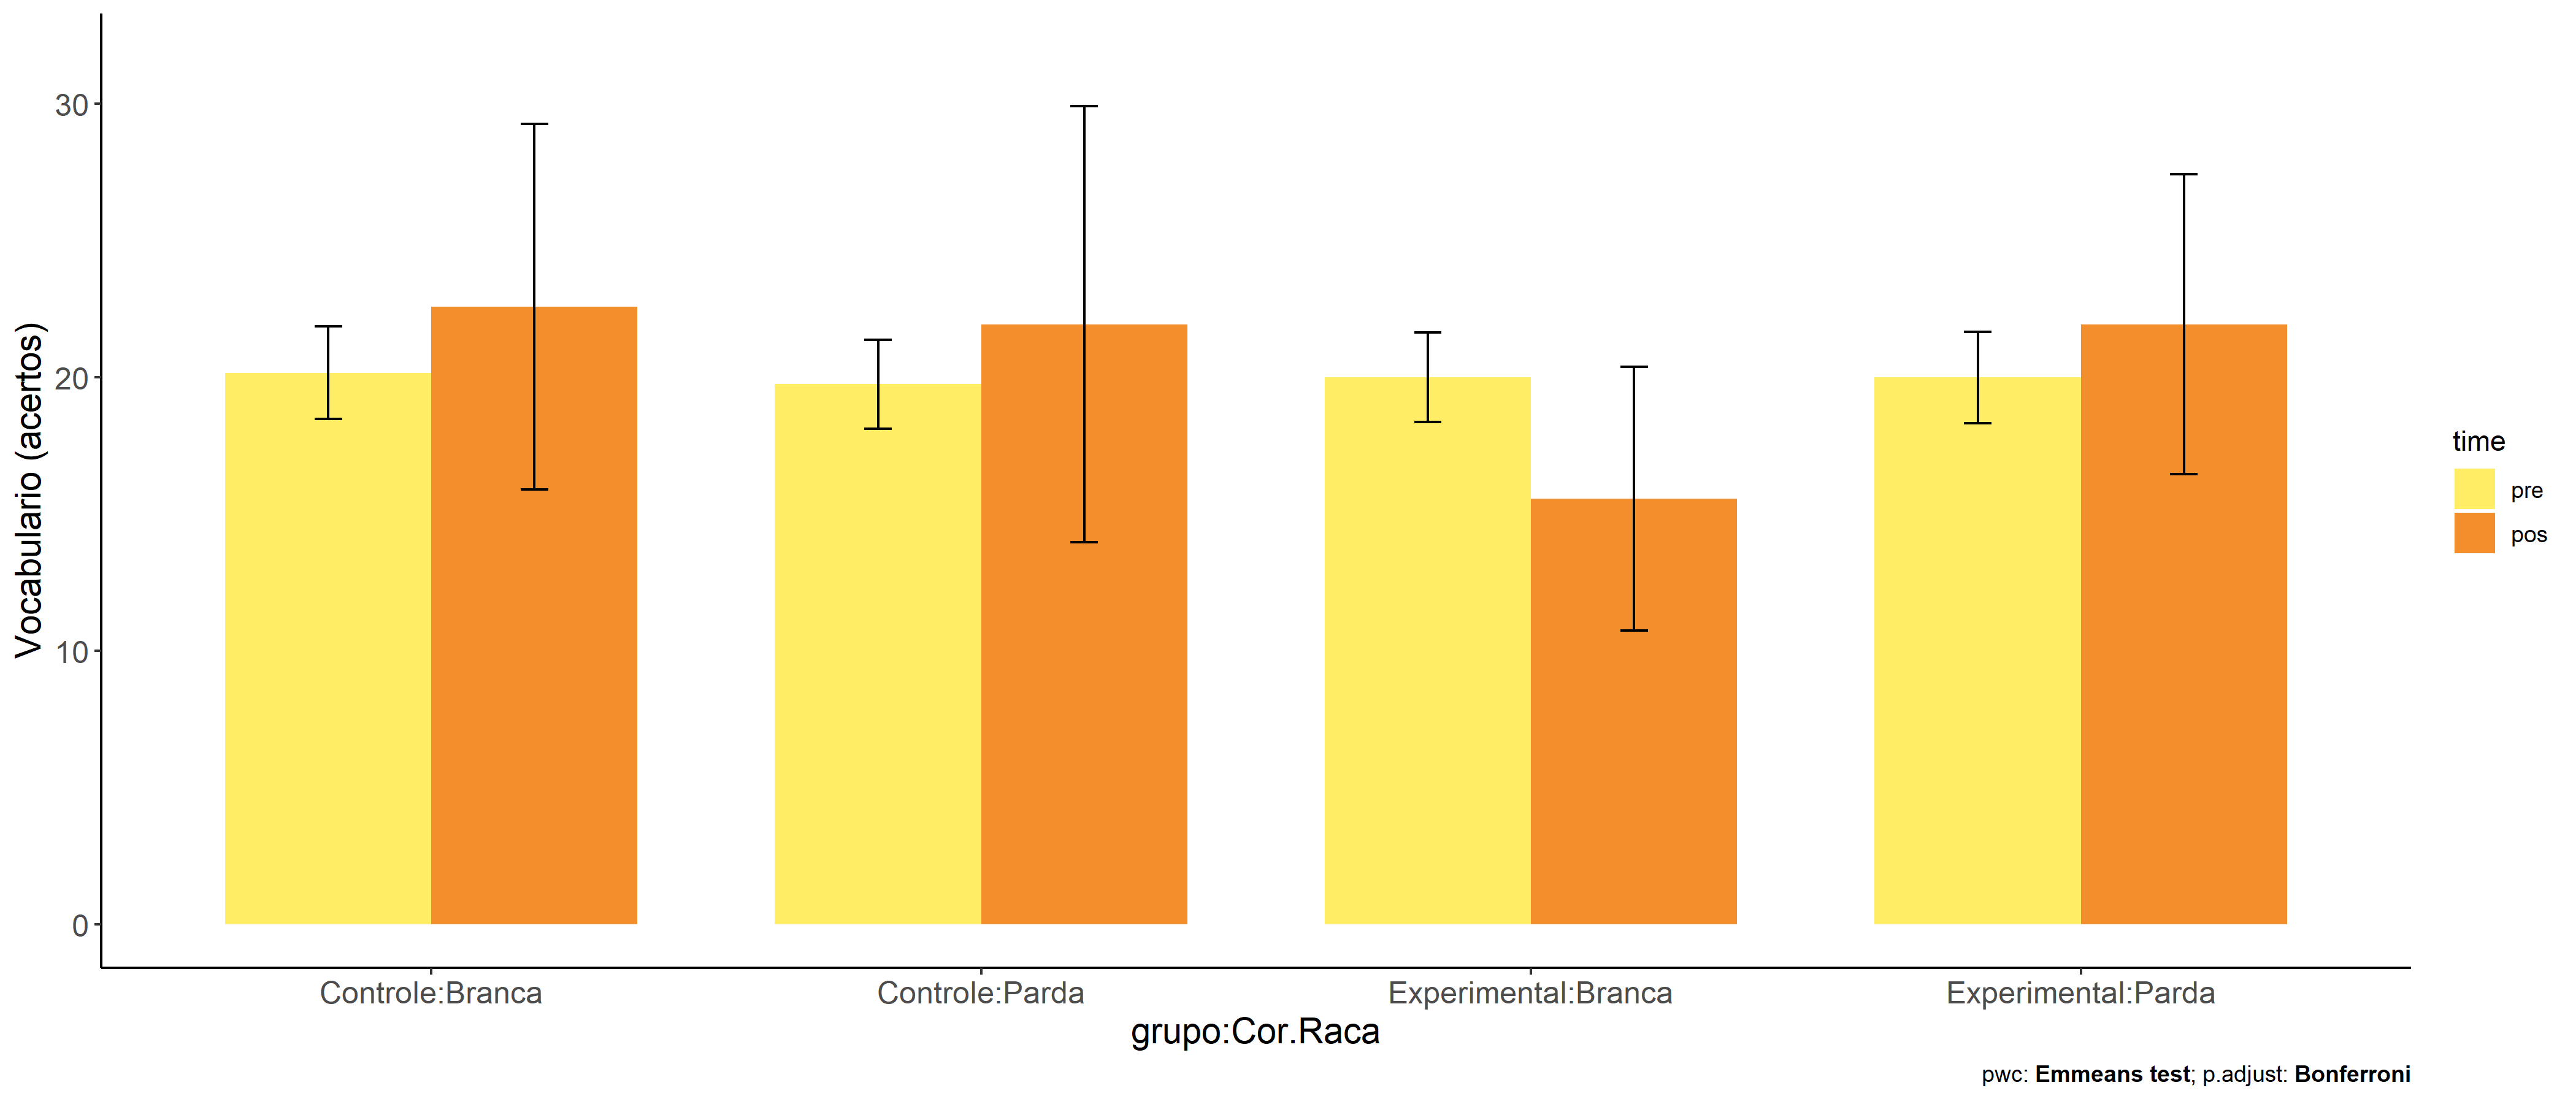 Vocabulario (acertos)
30
20
10
0
Controle:Branca
Controle:Parda
Experimental:Branca
Experimental:Parda
grupo:Cor.Raca
time
pre
pos
pwc: Emmeans test; p.adjust: Bonferroni